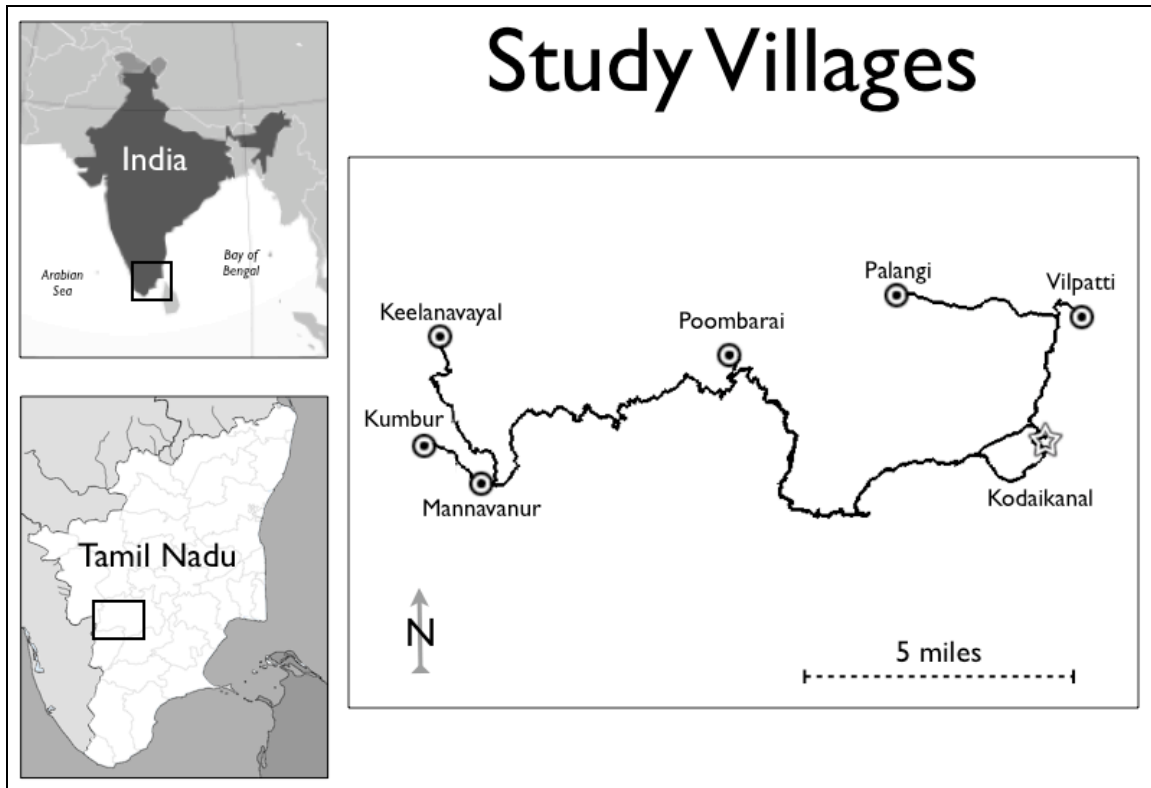 Study Villages
India
Arabian
Sea
Bay of
Bengal
Tamil Nadu
Palangi
Vilpatti
Keelanavayal
Poombarai
Kumbur
Mannavanur
Kodaikanal
N
5 miles